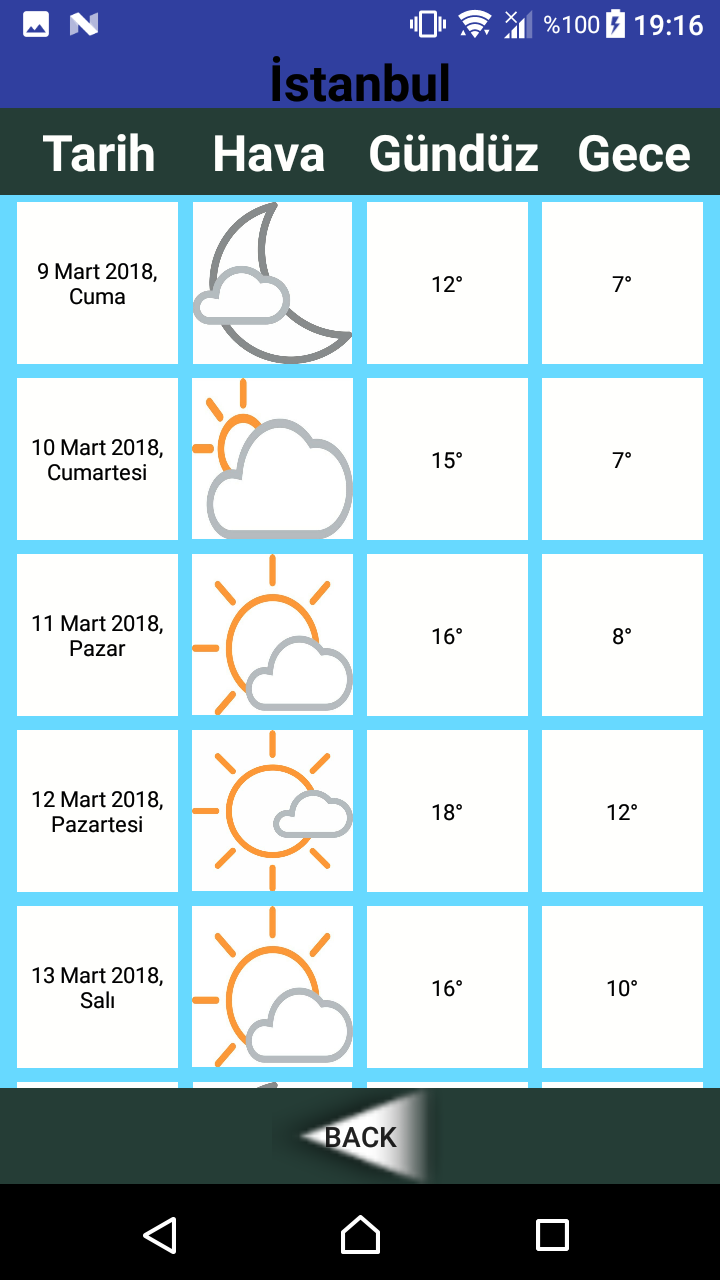 %100 19:16
İstanbul
Tarih Hava Gündüz Gece
9 Mart 2018,
Cuma
12° 7°
10 Mart 2018,
Cumartesi
15° 7°
11 Mart 2018,
Pazar
16° 8°
12 Mart 2018,
Pazartesi
18° 12°
13 Mart 2018,
Salı
16° 10°
BACK